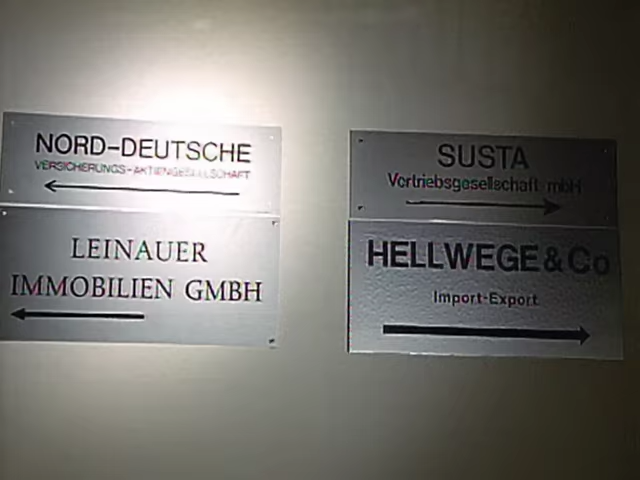 NORD-DEUTSCHE
VERSICHERUNGS-AKTIENGESELLSCHAFT
LEINAUER
IMMOBILIEN GMBH
SUSTA
Vertriebsgesellschaft mbH
HELLWEGE & Co
Import-Export